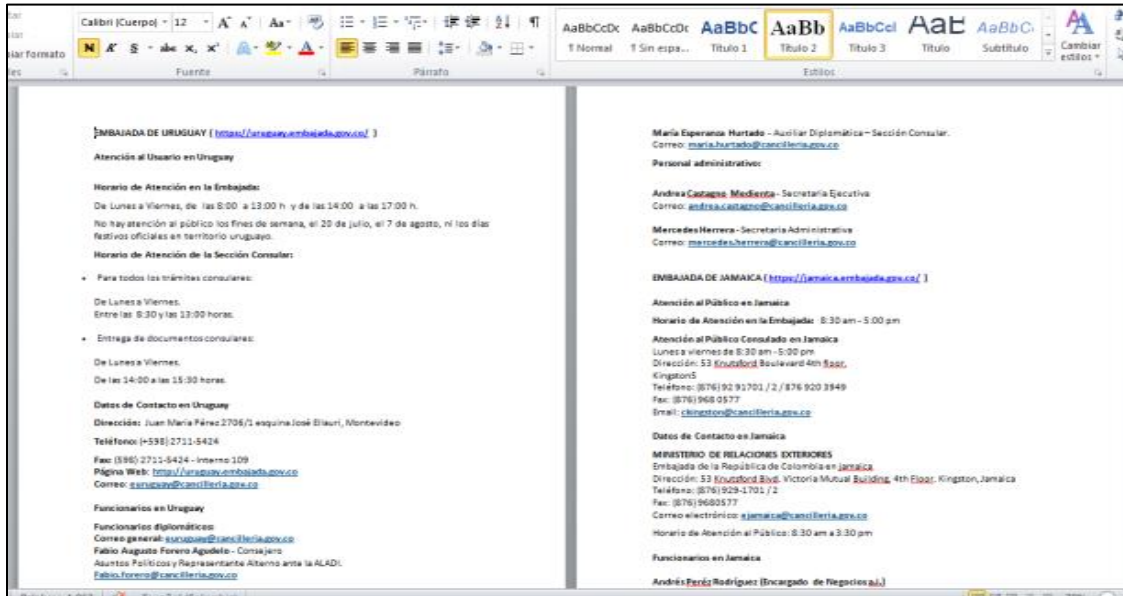 Calibri (Cuerpo) 12
Aa
N K S abc x, x²
Fuente
Párrafo
AaBbCcDc AaBbCcDc AaBbC AaBb AaBbCcI AaB AaBbC
¶ Normal ¶ Sin espa... Título 1 Título 2 Título 3 Título Subtítulo
Cambiar
estilos
Estilos
EMBAJADA DE URUGUAY ( https://uruguay.embajada.gov.co/ )
Atención al Usuario en Uruguay
Horario de Atención en la Embajada:
De Lunes a Viernes, de las 8:00 a 13:00 h y de las 14:00 a las 17:00 h.
No hay atención al público los fines de semana, el 20 de julio, el 7 de agosto, ni los días
festivos oficiales en territorio uruguayo.
Horario de Atención de la Sección Consular:
• Para todos los trámites consulares:
De Lunes a Viernes.
Entre las 8:30 y las 13:00 horas.
• Entrega de documentos consulares:
De Lunes a Viernes.
De las 14:00 a las 15:30 horas.
Datos de Contacto en Uruguay
Dirección: Juan María Pérez 2706/1 esquina José Ellauri, Montevideo
Teléfono: (+598) 2711-5424
Fax: (598) 2711-5424 - Interno 109
Página Web: http://uruguay.embajada.gov.co
Correo: euruguay@cancilleria.gov.co
Funcionarios en Uruguay
Funcionarios diplomáticos:
Correo general: euruguay@cancilleria.gov.co
Fabio Augusto Forero Agudelo - Consejero
Asuntos Políticos y Representante Alterno ante la ALADI.
Fabio.forero@cancilleria.gov.co
María Esperanza Hurtado - Auxiliar Diplomática – Sección Consular.
Correo: maria.hurtado@cancilleria.gov.co
Personal administrativo:
Andrea Castagno Medienta - Secretaria Ejecutiva
Correo: andrea.castagno@cancilleria.gov.co
Mercedes Herrera - Secretaria Administrativa
Correo: mercedes.herrera@cancilleria.gov.co
EMBAJADA DE JAMAICA ( https://jamaica.embajada.gov.co/ )
Atención al Público en Jamaica
Horario de Atención en la Embajada: 8:30 am - 5:00 pm
Atención al Público Consulado en Jamaica
Lunes a viernes de 8:30 am - 5:00 pm
Dirección: 53 Knutsford Boulevard 4th floor,
Kingston5
Teléfono: (876) 92 91701 / 2 / 876 920 3949
Fax: (876) 968 0577
Email: ckingston@cancilleria.gov.co
Datos de Contacto en Jamaica
MINISTERIO DE RELACIONES EXTERIORES
Embajada de la República de Colombia en jamaica
Dirección: 53 Knutsford Blvd. Victoria Mutual Building, 4th Floor. Kingston, Jamaica
Teléfono: (876) 929-1701 / 2
Fax: (876) 9680577
Correo electrónico: ejamaica@cancilleria.gov.co
Horario de Atención al Público: 8:30 am a 3:30 pm
Funcionarios en Jamaica
Andrés Peréz Rodríguez (Encargado de Negocios a.i.)